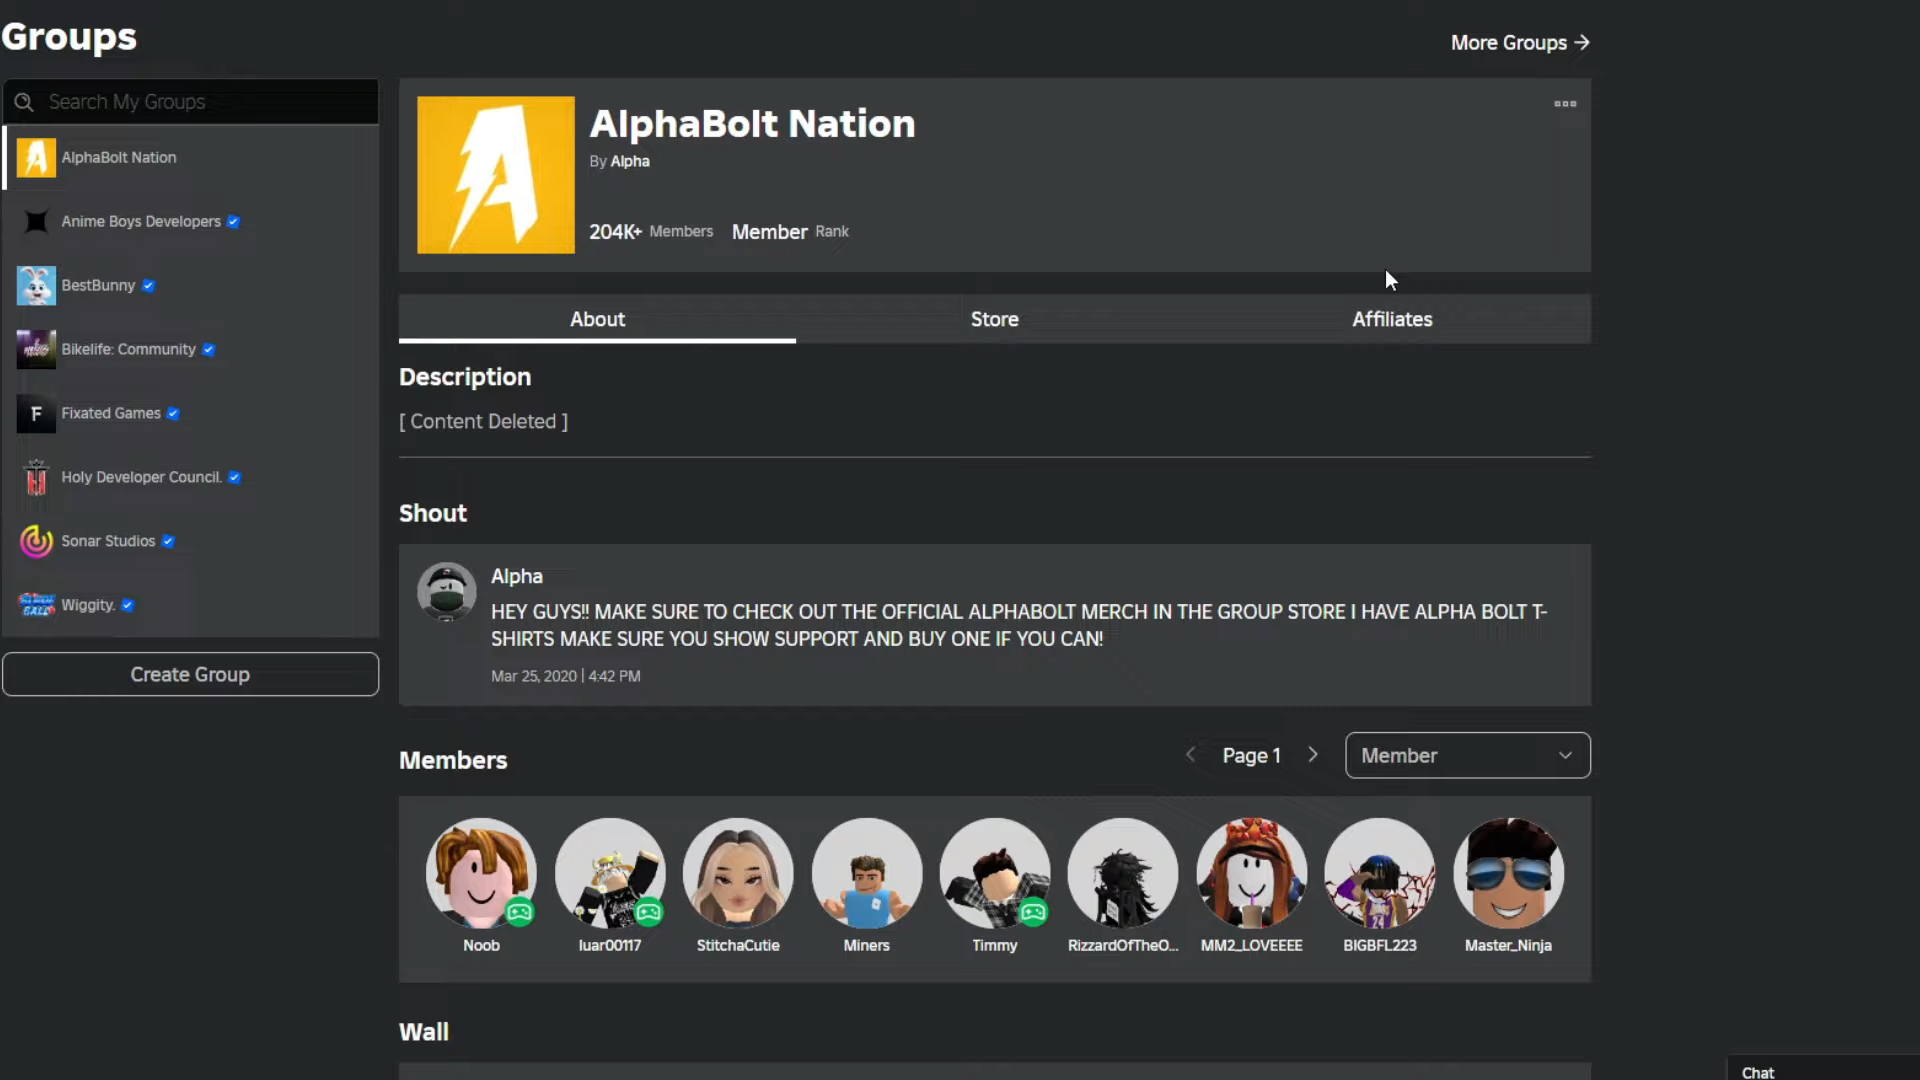 Groups
More Groups
Search My Groups
AlphaBolt Nation
Anime Boys Developers
BestBunny
Bikelife: Community
F
Fixated Games
Holy Developer Council.
Sonar Studios
Wiggity.
Create Group
A
AlphaBolt Nation
By Alpha
204K+ Members Member Rank
About
Store
Affiliates
Description
[ Content Deleted ]
Shout
Alpha
HEY GUYS!! MAKE SURE TO CHECK OUT THE OFFICIAL ALPHABOLT MERCH IN THE GROUP STORE I HAVE ALPHA BOLT T-
SHIRTS MAKE SURE YOU SHOW SUPPORT AND BUY ONE IF YOU CAN!
Mar 25, 2020 | 4:42 PM
Members
Page 1
Member
Noob
luar00117
StitchaCutie
Miners
Timmy
RizzardOfTheO...
MM2_LOVEEEE
BIGBFL223
Master_Ninja
Wall
Chat